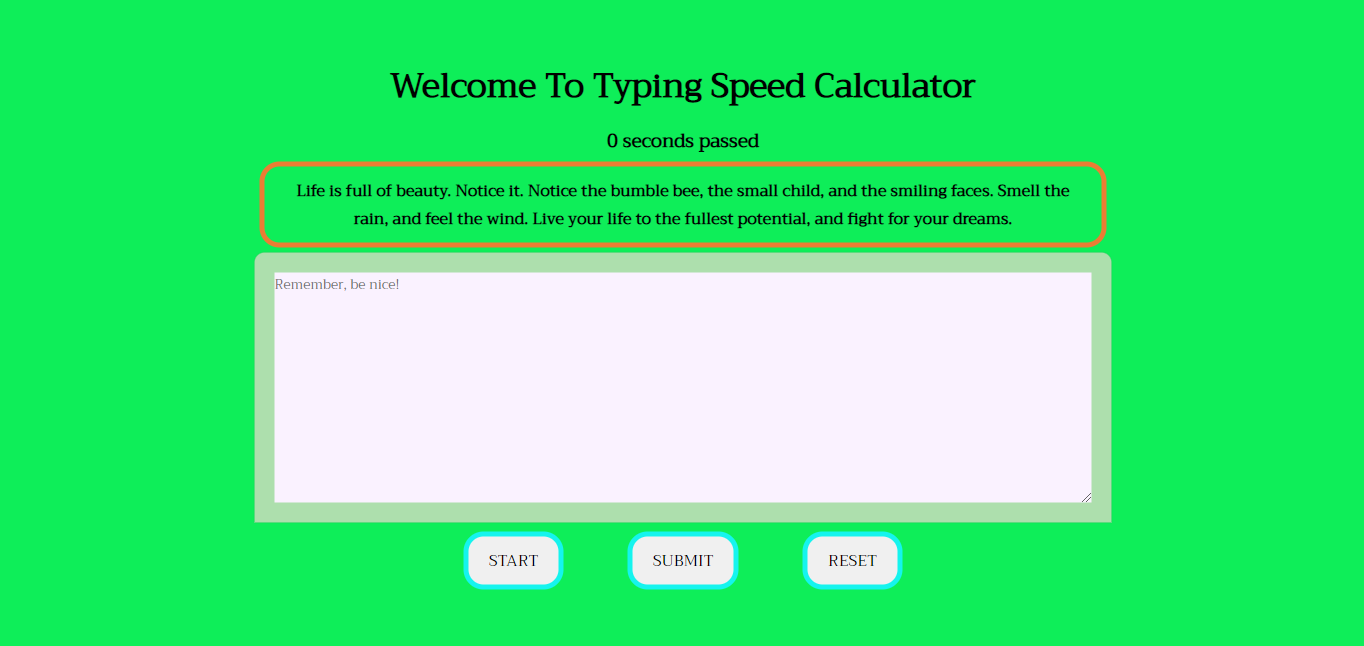 Welcome To Typing Speed Calculator
0 seconds passed
Life is full of beauty. Notice it. Notice the bumble bee, the small child, and the smiling faces. Smell the
rain, and feel the wind. Live your life to the fullest potential, and fight for your dreams.
Remember, be nice!
START SUBMIT RESET